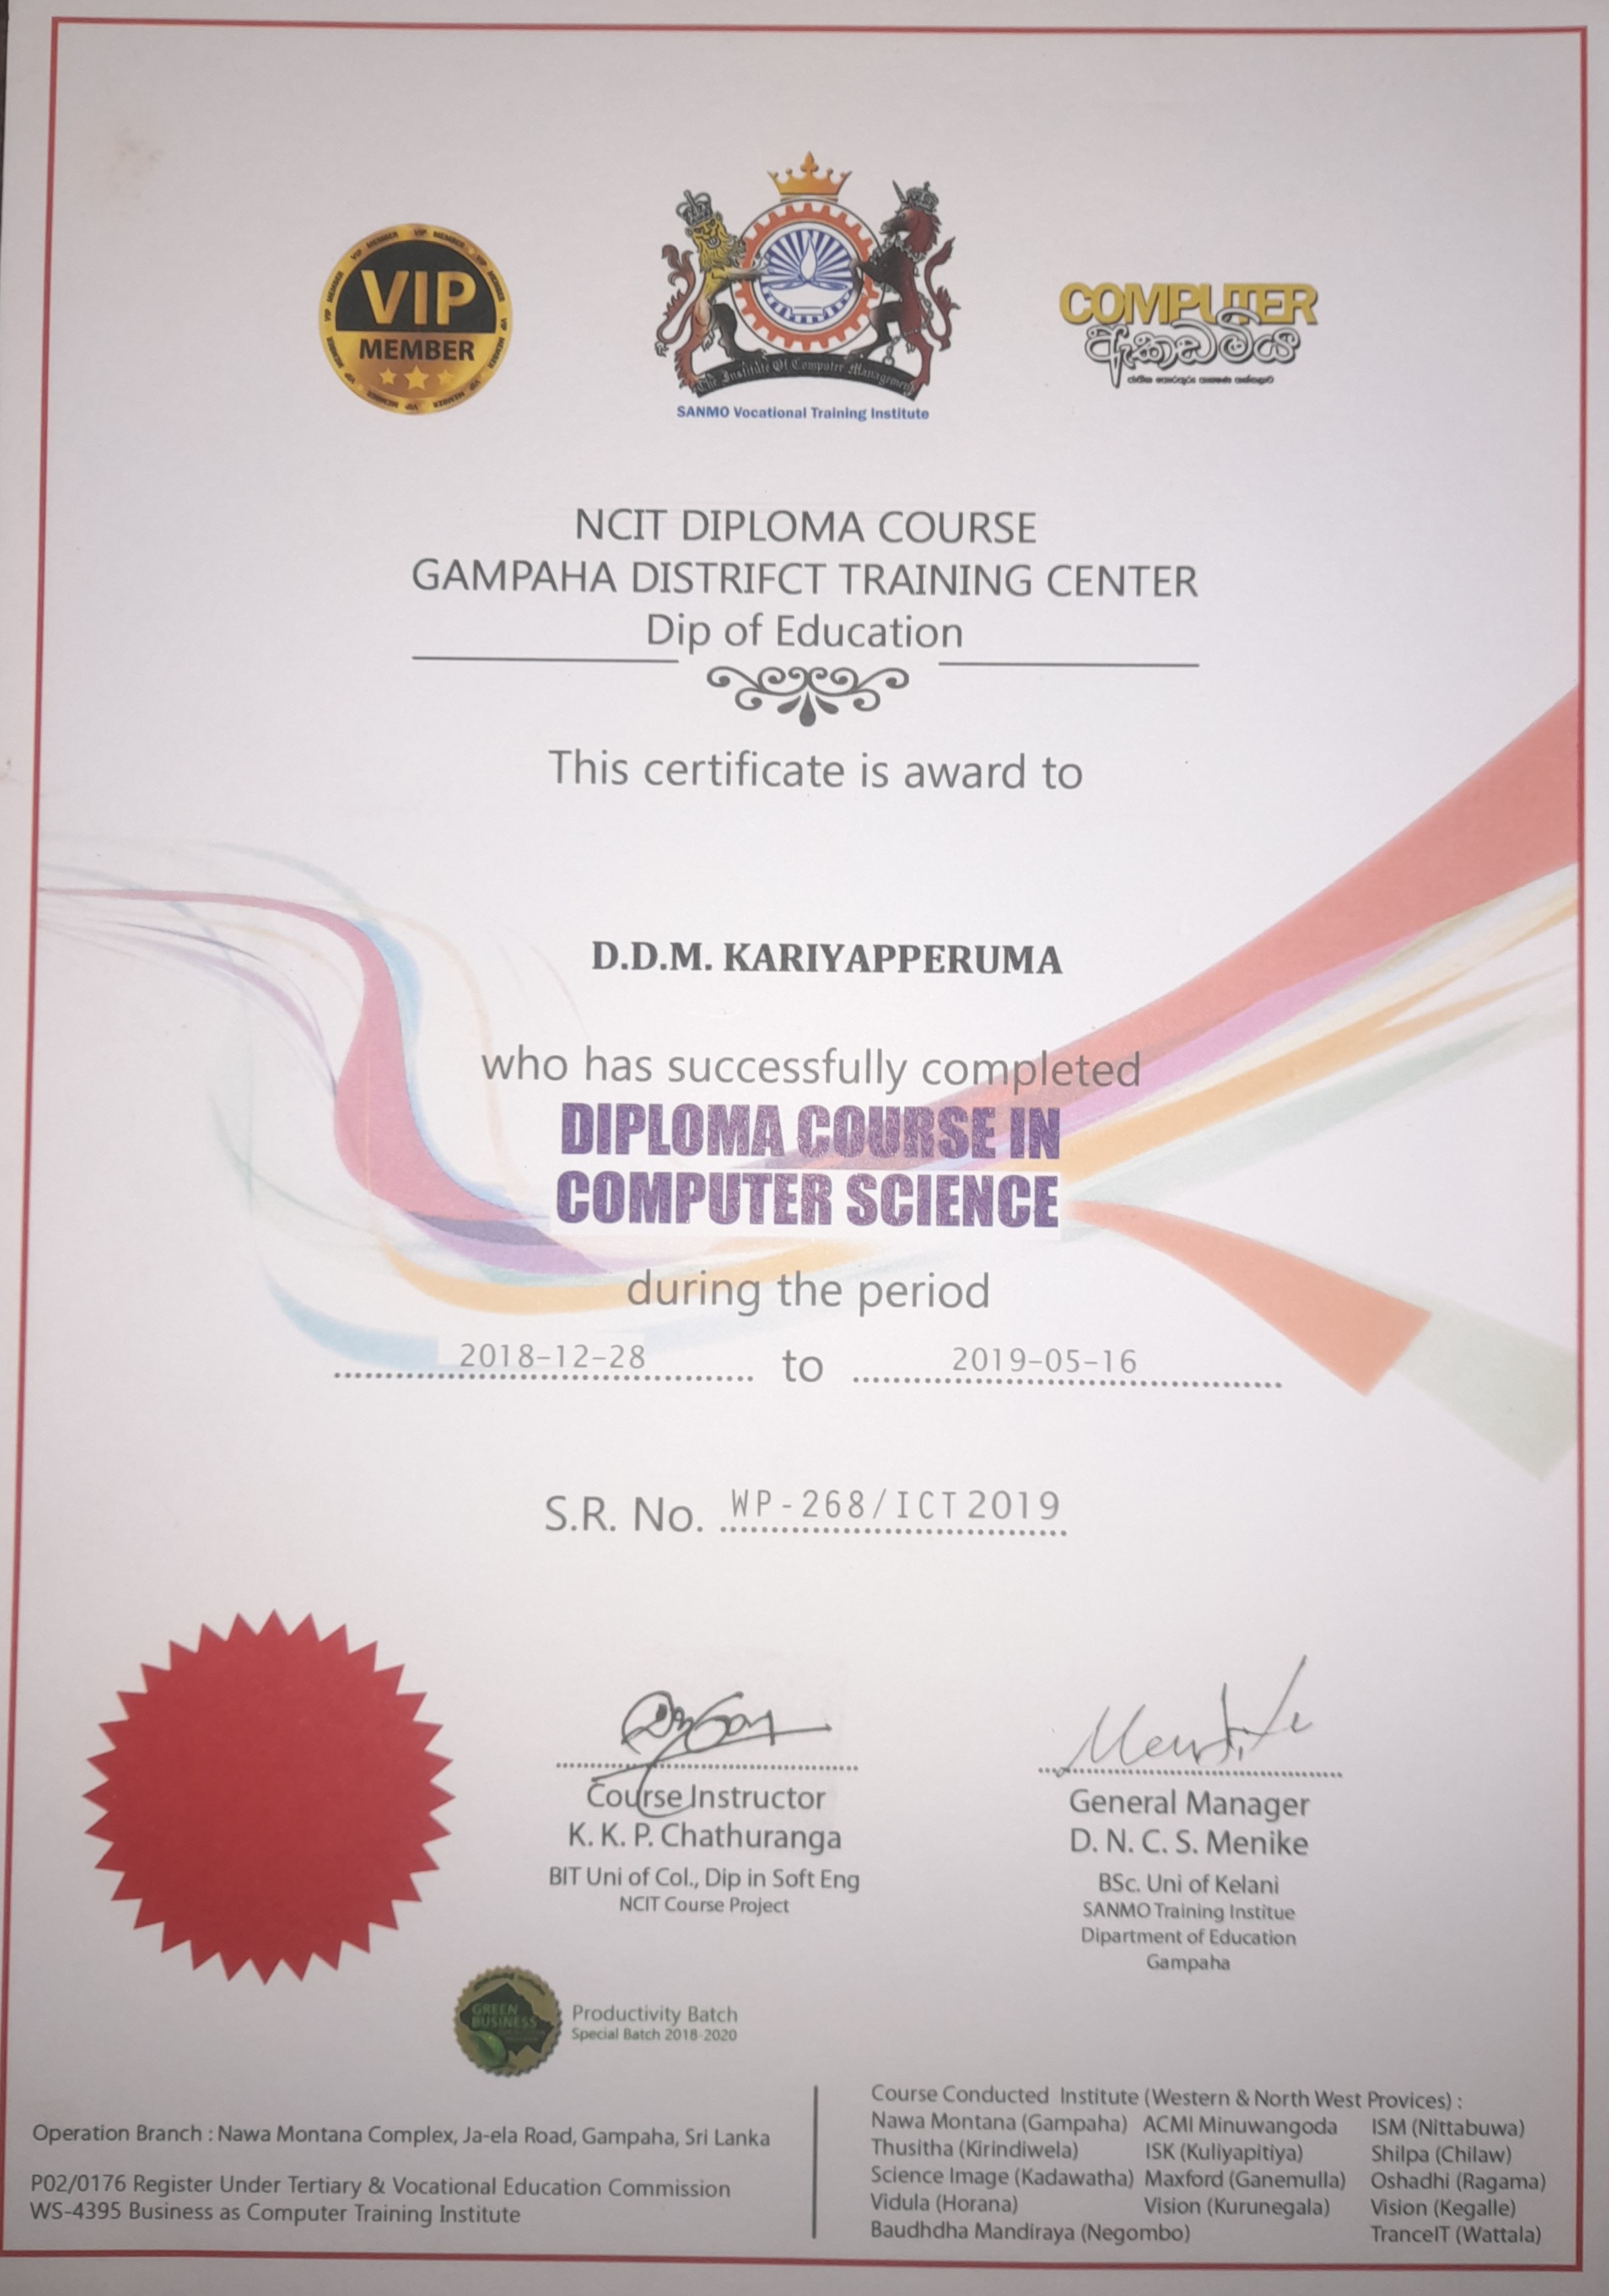 VIP
MEMBER
The Institute Of Computer Management
SANMO Vocational Training Institute
COMPUTER
ඇකඩමිය
NCIT DIPLOMA COURSE
GAMPAHA DISTRIFCT TRAINING CENTER
Dip of Education
This certificate is award to
D.D.M. KARIYAPPERUMA
who has successfully completed
DIPLOMA COURSE IN
COMPUTER SCIENCE
during the period
2018-12-28 to 2019-05-16
S.R. No. WP-268/ICT2019
Course Instructor
K. K. P. Chathuranga
BIT Uni of Col., Dip in Soft Eng
NCIT Course Project
General Manager
D. N. C. S. Menike
BSc. Uni of Kelani
SANMO Training Institue
Dipartment of Education
Gampaha
GREEN
BUSINESS
Productivity Batch
Special Batch 2018-2020
Operation Branch : Nawa Montana Complex, Ja-ela Road, Gampaha, Sri Lanka
P02/0176 Register Under Tertiary & Vocational Education Commission
WS-4395 Business as Computer Training Institute
Course Conducted Institute (Western & North West Provices) :
Nawa Montana (Gampaha) ACMI Minuwangoda ISM (Nittabuwa)
Thusitha (Kirindiwela) ISK (Kuliyapitiya) Shilpa (Chilaw)
Science Image (Kadawatha) Maxford (Ganemulla) Oshadhi (Ragama)
Vidula (Horana) Vision (Kurunegala) Vision (Kegalle)
Baudhdha Mandiraya (Negombo) TranceIT (Wattala)